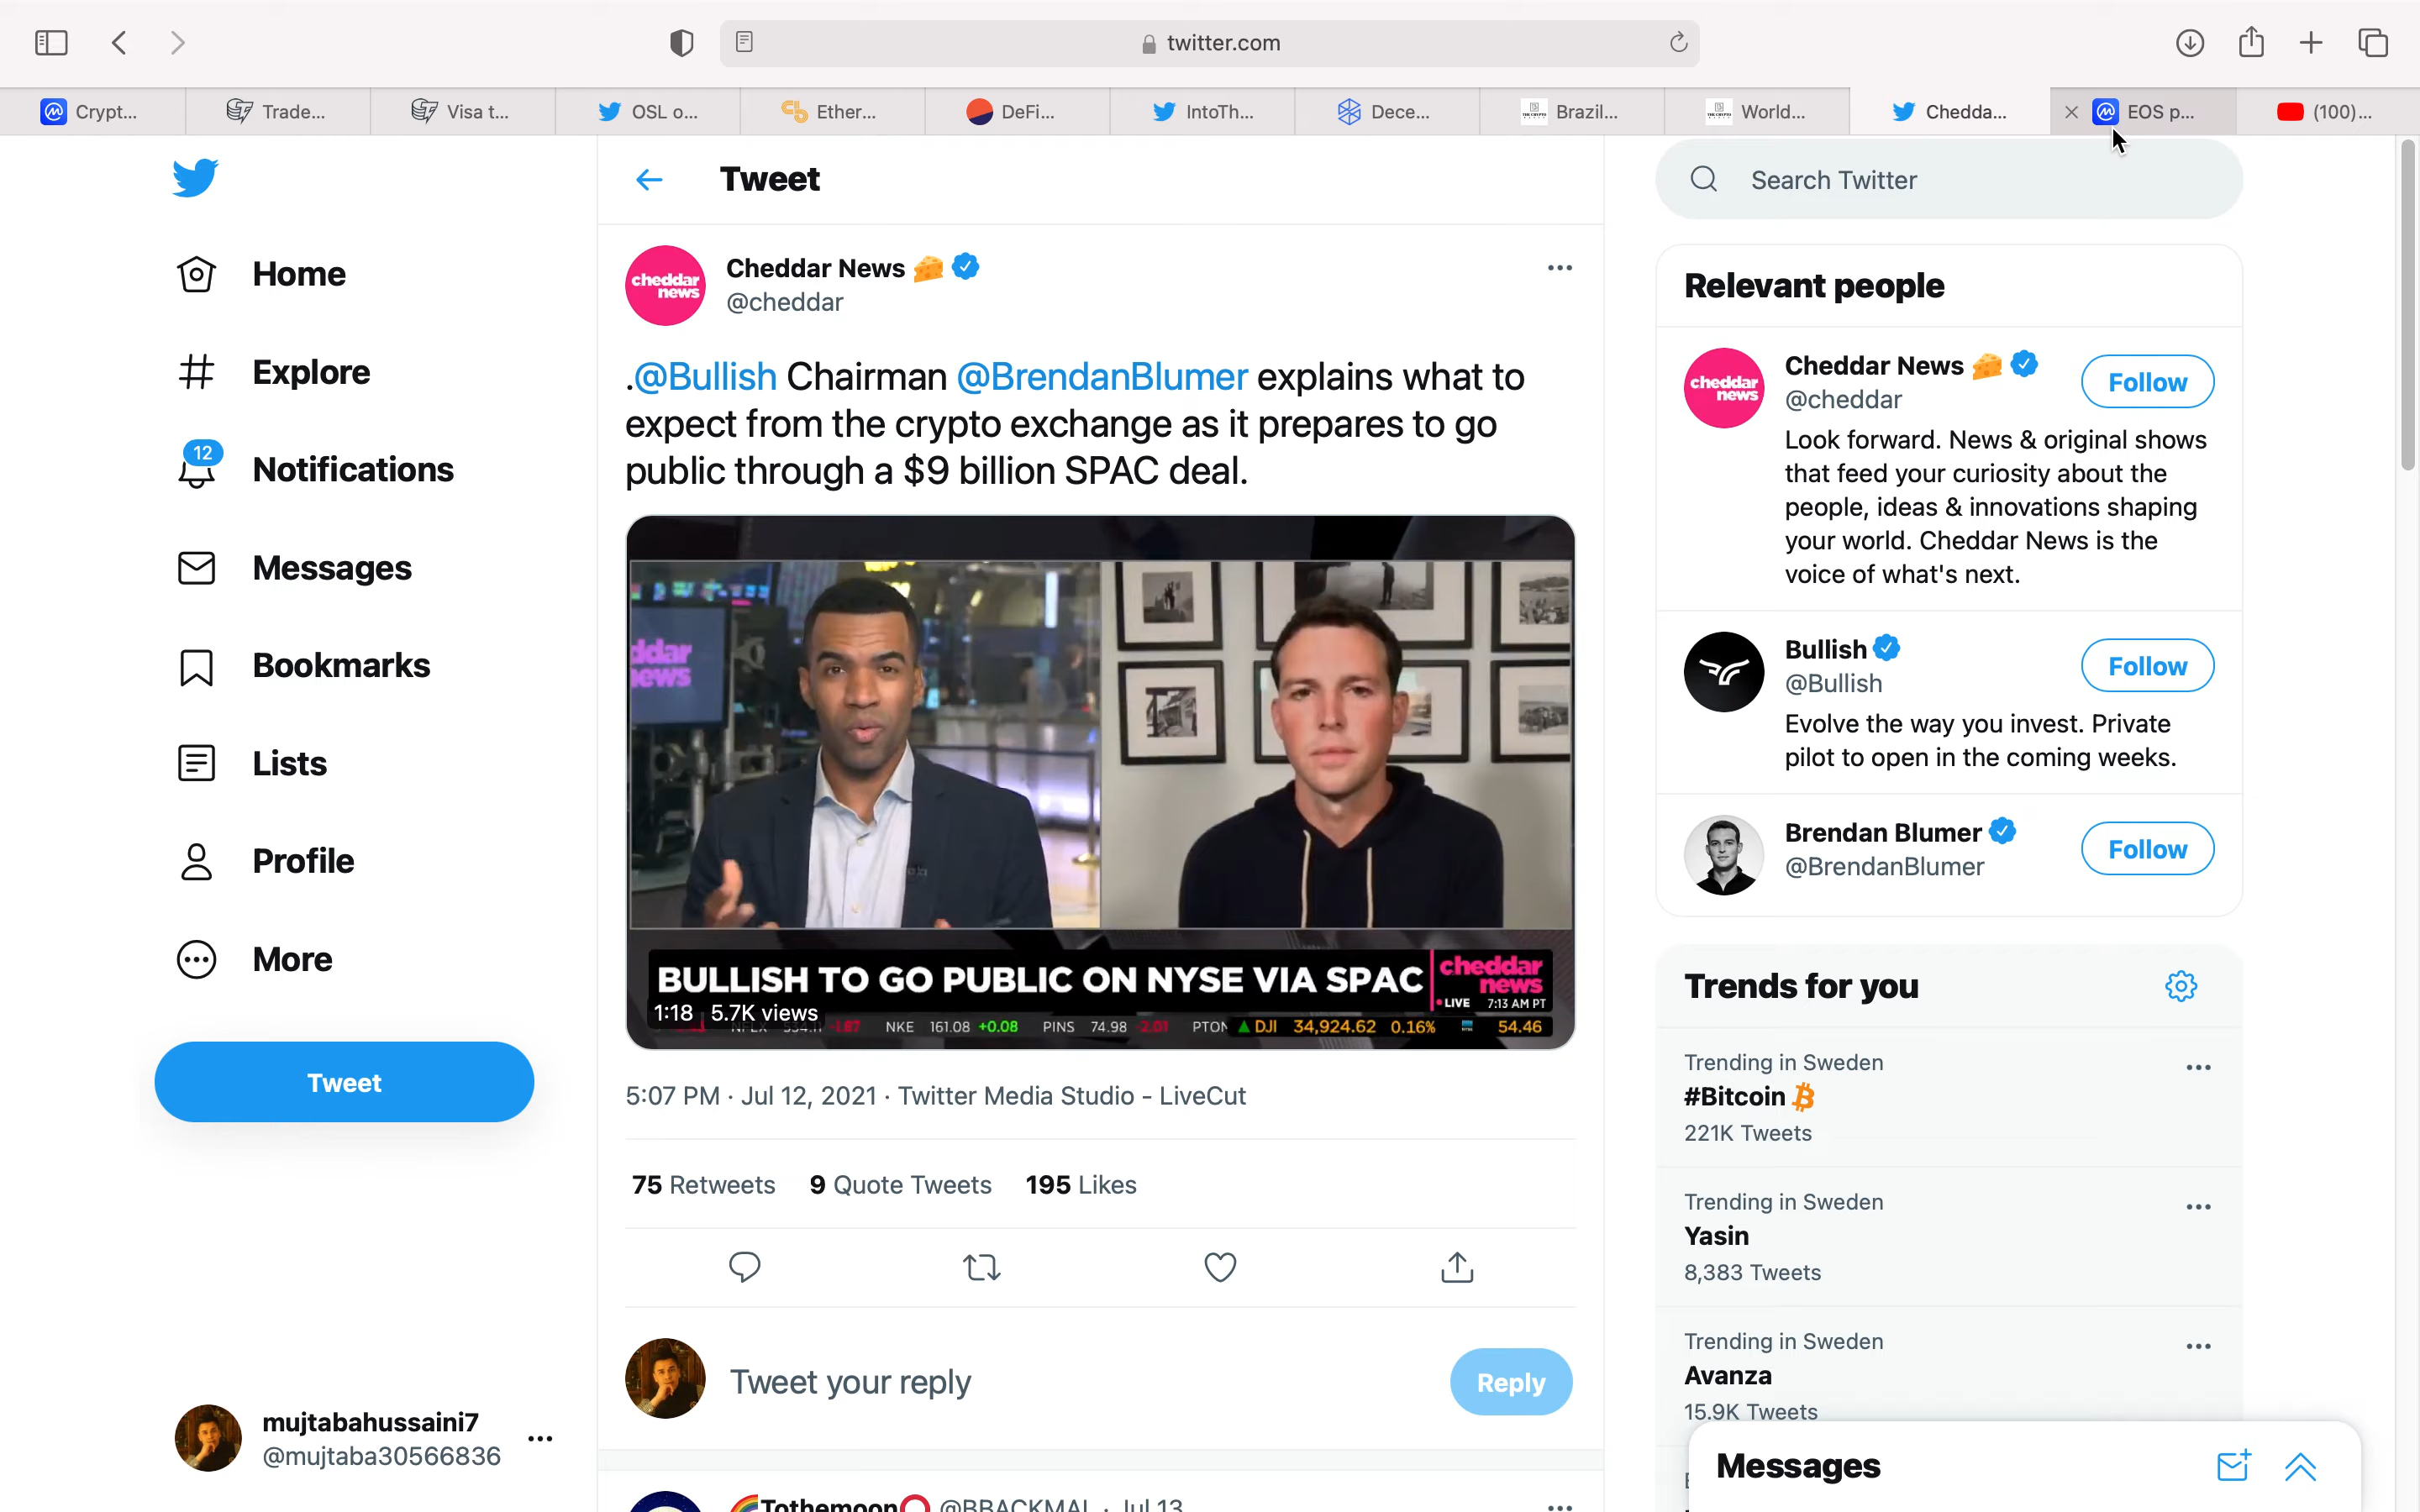 twitter.com
Crypt...
Trade...
Visa t...
OSL o...
Ether...
DeFi...
IntoTh...
Dece...
Brazil...
World...
Chedda...
EOS p...
(100)...
Home
Explore
12
Notifications
Messages
Bookmarks
Lists
Profile
More
Tweet
mujtabahussaini7
@mujtaba30566836
Tweet
cheddar
news
Cheddar News
@cheddar
.@Bullish Chairman @BrendanBlumer explains what to
expect from the crypto exchange as it prepares to go
public through a $9 billion SPAC deal.
ddar
news
BULLISH TO GO PUBLIC ON NYSE VIA SPAC
cheddar
news
LIVE 7:13 AM PT
1:18 5.7K views
NFLX -1.87 NKE 161.08 +0.08 PINS 74.98 -2.01 PTON DJI 34,924.62 0.16% 54.46
5:07 PM · Jul 12, 2021 · Twitter Media Studio - LiveCut
75 Retweets 9 Quote Tweets 195 Likes
Tweet your reply
Reply
Tothemoon @BBACKMAL · Jul 13
Search Twitter
Relevant people
cheddar
news
Cheddar News
@cheddar
Follow
Look forward. News & original shows
that feed your curiosity about the
people, ideas & innovations shaping
your world. Cheddar News is the
voice of what's next.
Bullish
@Bullish
Follow
Evolve the way you invest. Private
pilot to open in the coming weeks.
Brendan Blumer
@BrendanBlumer
Follow
Trends for you
Trending in Sweden
#Bitcoin
221K Tweets
Trending in Sweden
Yasin
8,383 Tweets
Trending in Sweden
Avanza
15.9K Tweets
Messages